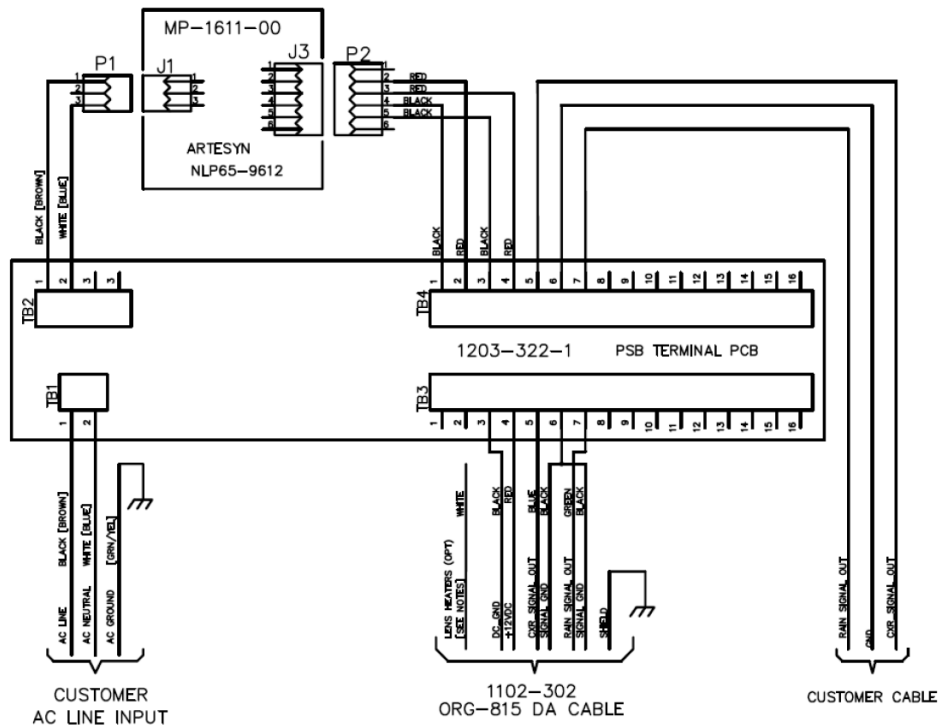 MP-1611-00
P1
J1
J3
P2
1
2
3
1
2
3
1
2
3
4
5
6
1
2
3
4
5
6
RED
RED
BLACK
BLACK
ARTESYN
NLP65-9612
BLACK [BROWN]
WHITE [BLUE]
BLACK
RED
BLACK
RED
TB2
1
2
3
3
TB4
1
2
3
4
5
6
7
8
9
10
11
12
13
14
15
16
1203-322-1
PSB TERMINAL PCB
TB1
1
2
TB3
1
2
3
4
5
6
7
8
9
10
11
12
13
14
15
16
BLACK [BROWN]
WHITE [BLUE]
[GRN/YEL]
AC LINE
AC NEUTRAL
AC GROUND
WHITE
BLACK
RED
BLUE
BLACK
GREEN
BLACK
LENS HEATERS (OPT)
[SEE NOTES]
DC_GND
+12VDC
CXR SIGNAL OUT
SIGNAL GND
RAIN SIGNAL OUT
SIGNAL GND
SHIELD
RAIN SIGNAL OUT
GND
CXR SIGNAL OUT
CUSTOMER
AC LINE INPUT
1102-302
ORG-815 DA CABLE
CUSTOMER CABLE